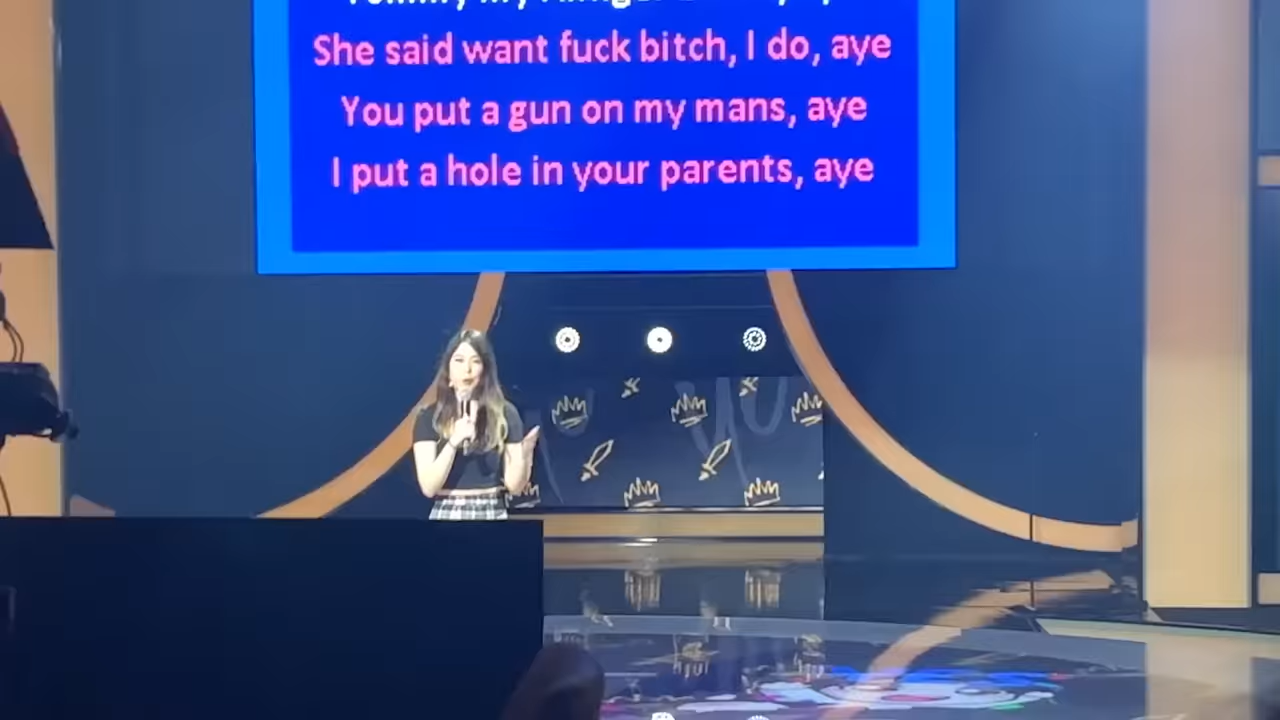 She said want fuck bitch, I do, aye
You put a gun on my mans, aye
I put a hole in your parents, aye